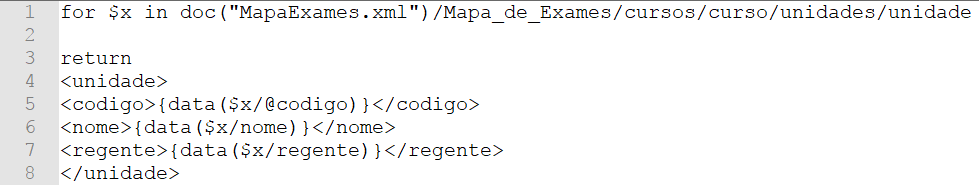 1 for $x in doc("MapaExames.xml")/Mapa_de_Exames/cursos/curso/unidades/unidade
2
3 return
4 <unidade>
5 <codigo>{data($x/@codigo)}</codigo>
6 <nome>{data($x/nome)}</nome>
7 <regente>{data($x/regente)}</regente>
8 </unidade>